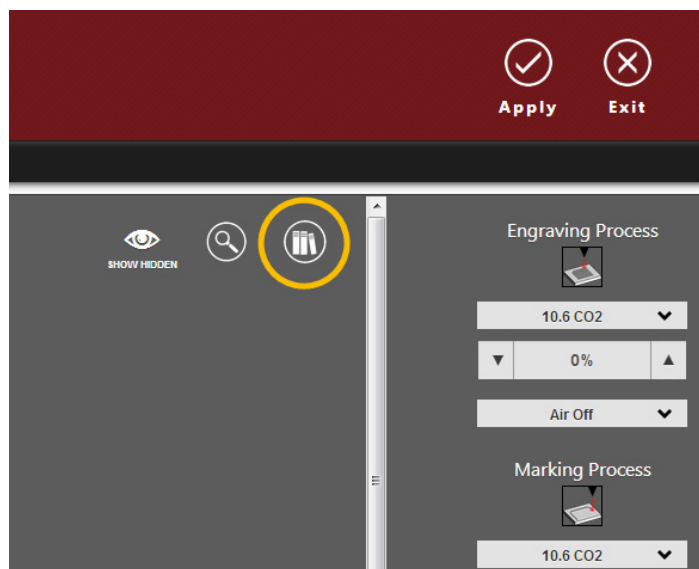 Apply
Exit
SHOW HIDDEN
Engraving Process
10.6 CO2
0%
Air Off
Marking Process
10.6 CO2